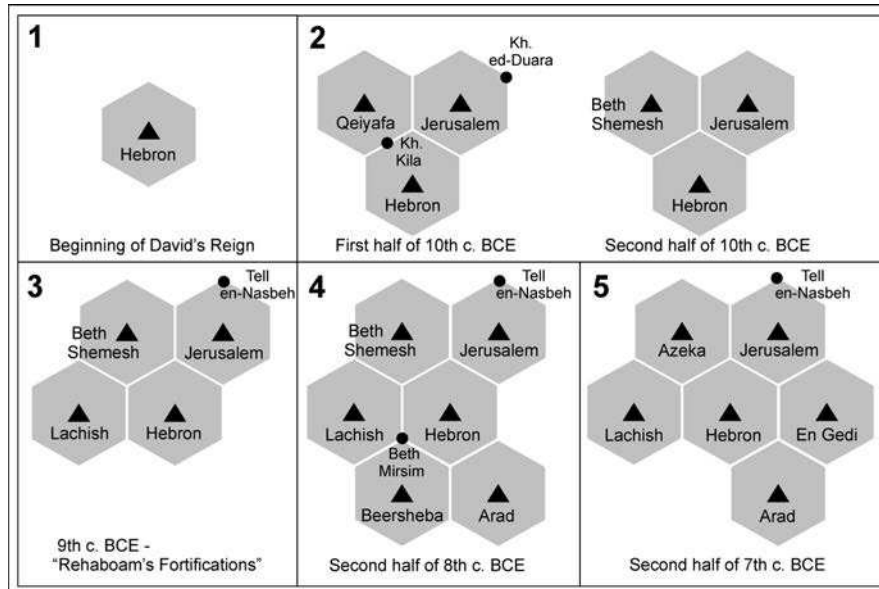 1
Hebron
Beginning of David's Reign
2
Kh.
ed-Duara
Qeiyafa
Jerusalem
Kh.
Kila
Hebron
First half of 10th c. BCE
Beth
Shemesh
Jerusalem
Hebron
Second half of 10th c. BCE
3
Tell
en-Nasbeh
Beth
Shemesh
Jerusalem
Lachish
Hebron
9th c. BCE -
“Rehaboam’s Fortifications”
4
Tell
en-Nasbeh
Beth
Shemesh
Jerusalem
Lachish
Hebron
Beth
Mirsim
Beersheba
Arad
Second half of 8th c. BCE
5
Tell
en-Nasbeh
Azeka
Jerusalem
Lachish
Hebron
En Gedi
Arad
Second half of 7th c. BCE